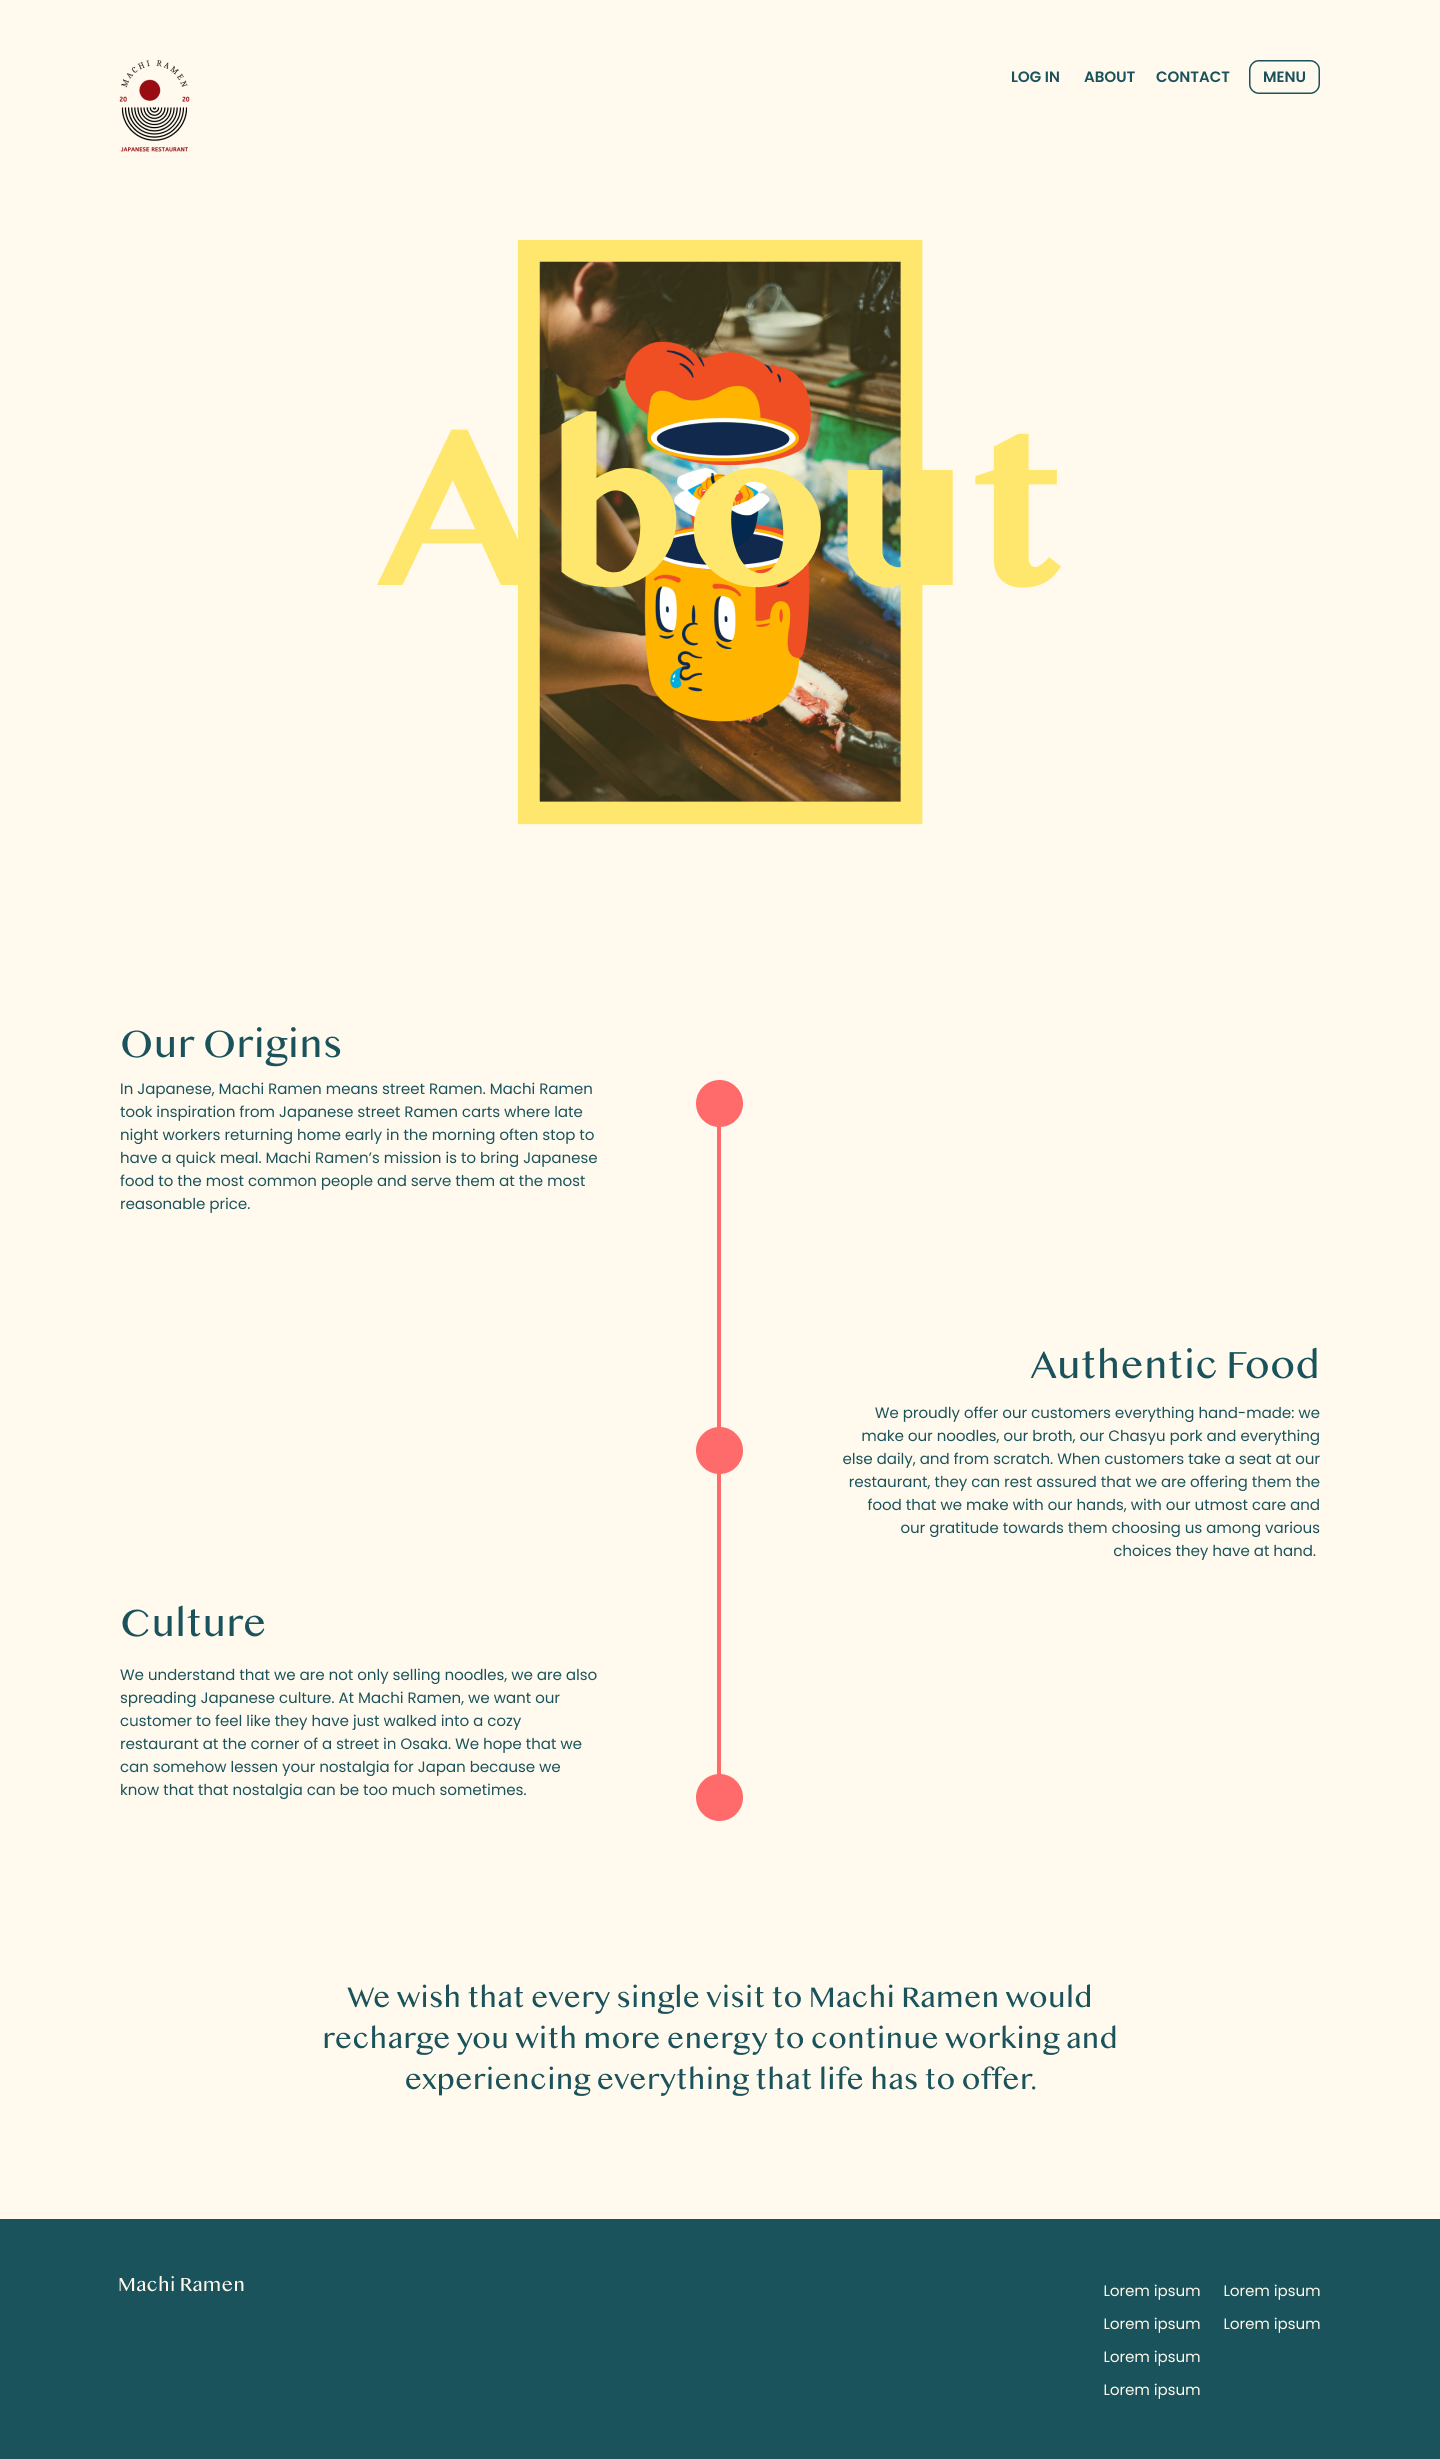 MACHI RAMEN
20 20
JAPANESE RESTAURANT
LOG IN ABOUT CONTACT MENU
About
Our Origins
In Japanese, Machi Ramen means street Ramen. Machi Ramen
took inspiration from Japanese street Ramen carts where late
night workers returning home early in the morning often stop to
have a quick meal. Machi Ramen's mission is to bring Japanese
food to the most common people and serve them at the most
reasonable price.
Authentic Food
We proudly offer our customers everything hand-made: we
make our noodles, our broth, our Chasyu pork and everything
else daily, and from scratch. When customers take a seat at our
restaurant, they can rest assured that we are offering them the
food that we make with our hands, with our utmost care and
our gratitude towards them choosing us among various
choices they have at hand.
Culture
We understand that we are not only selling noodles, we are also
spreading Japanese culture. At Machi Ramen, we want our
customer to feel like they have just walked into a cozy
restaurant at the corner of a street in Osaka. We hope that we
can somehow lessen your nostalgia for Japan because we
know that that nostalgia can be too much sometimes.
We wish that every single visit to Machi Ramen would
recharge you with more energy to continue working and
experiencing everything that life has to offer.
Machi Ramen
Lorem ipsum Lorem ipsum
Lorem ipsum Lorem ipsum
Lorem ipsum
Lorem ipsum